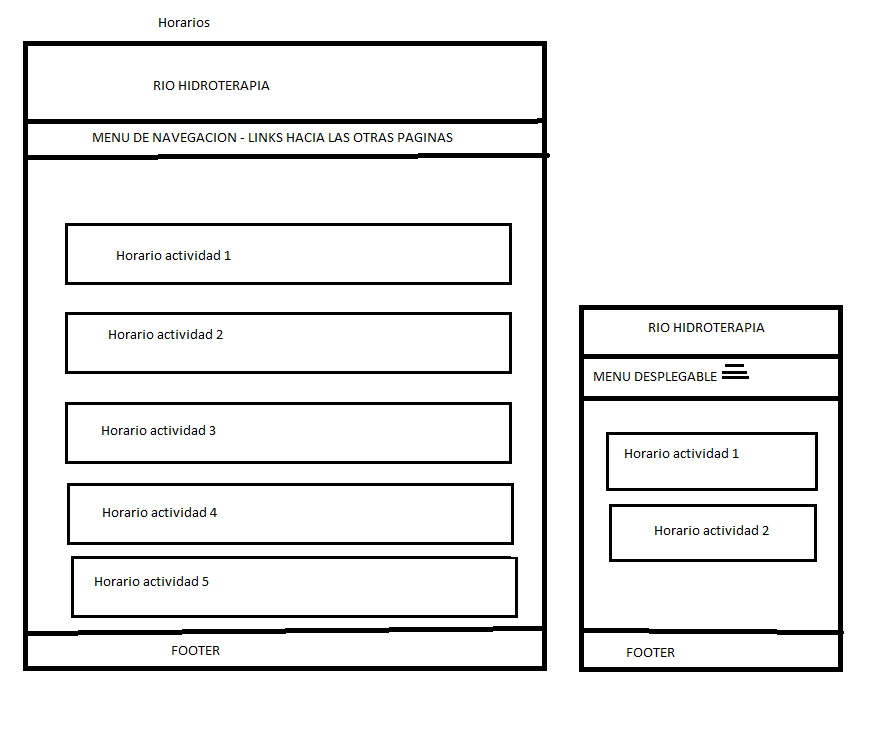 Horarios
RIO HIDROTERAPIA
MENU DE NAVEGACION - LINKS HACIA LAS OTRAS PAGINAS
Horario actividad 1
Horario actividad 2
Horario actividad 3
Horario actividad 4
Horario actividad 5
FOOTER
RIO HIDROTERAPIA
MENU DESPLEGABLE
Horario actividad 1
Horario actividad 2
FOOTER